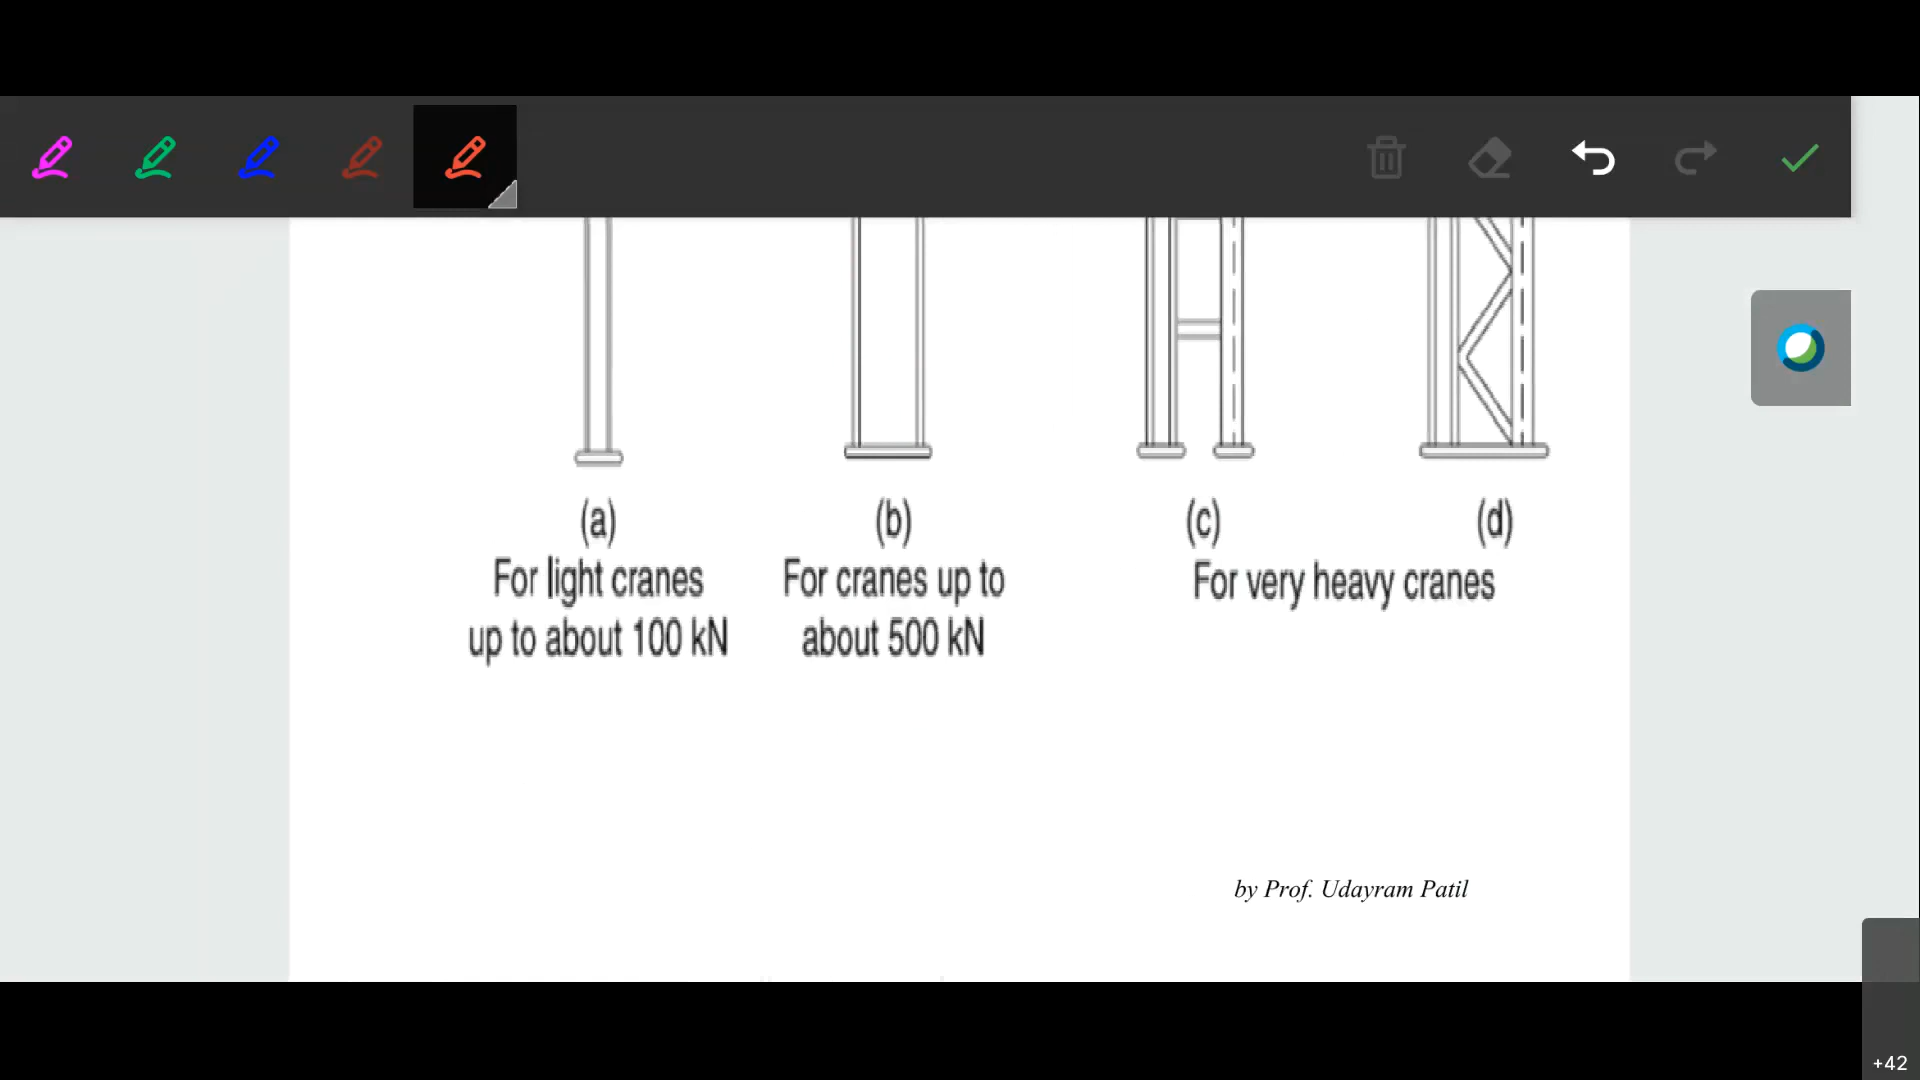 (a) (b) (c) (d)
For light cranes For cranes up to For very heavy cranes
up to about 100 kN about 500 kN
by Prof. Udayram Patil
+42